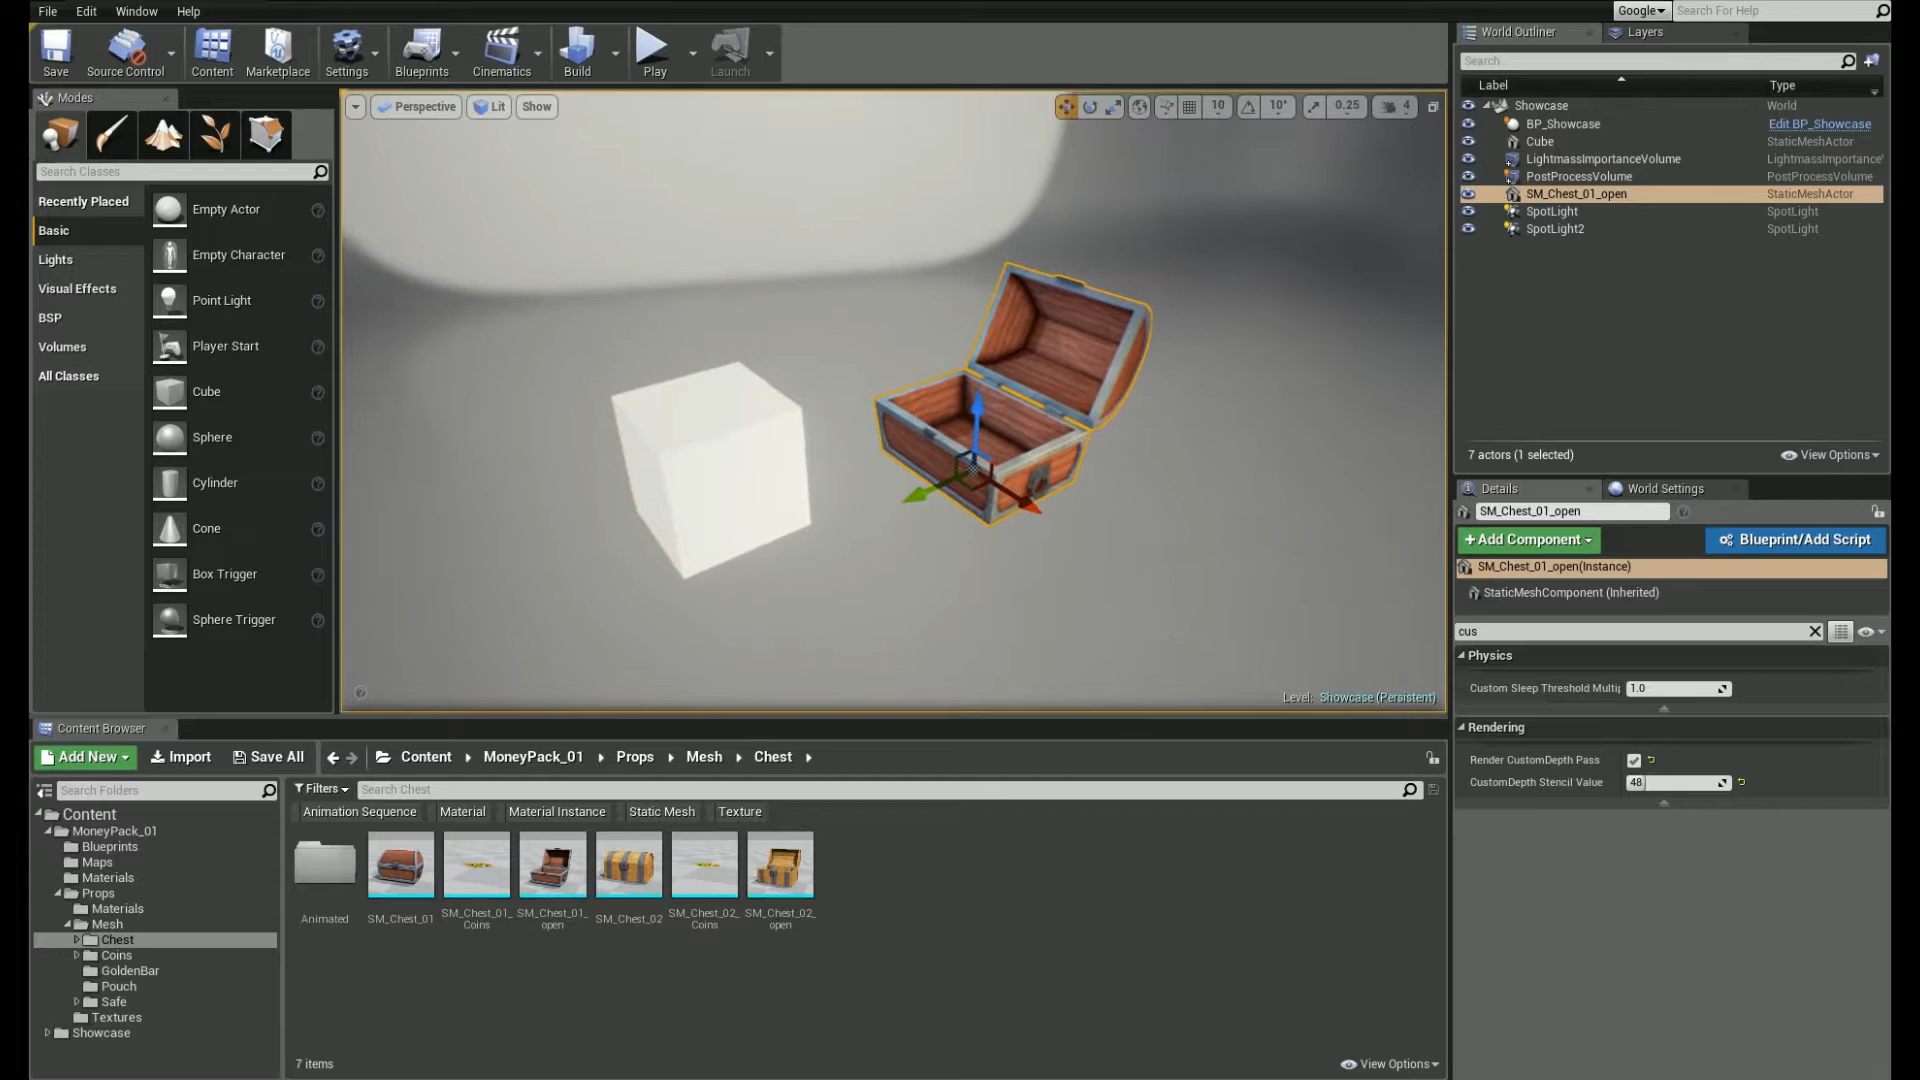 File Edit Window Help
Google
Search For Help
Save Source Control Content Marketplace Settings Blueprints Cinematics Build Play Launch
Modes
Search Classes
Recently Placed
Basic
Lights
Visual Effects
BSP
Volumes
All Classes
Empty Actor
Empty Character
Point Light
Player Start
Cube
Sphere
Cylinder
Cone
Box Trigger
Sphere Trigger
Perspective Lit Show
10 10° 0.25 4
Level: Showcase (Persistent)
World Outliner Layers
Search...
Label Type
Showcase World
BP_Showcase Edit BP_Showcase
Cube StaticMeshActor
LightmassImportanceVolume LightmassImportance
PostProcessVolume PostProcessVolume
SM_Chest_01_open StaticMeshActor
SpotLight SpotLight
SpotLight2 SpotLight
7 actors (1 selected) View Options
Details World Settings
SM_Chest_01_open
+Add Component Blueprint/Add Script
SM_Chest_01_open(Instance)
StaticMeshComponent (Inherited)
cus
Physics
Custom Sleep Threshold Multip 1.0
Rendering
Render CustomDepth Pass
CustomDepth Stencil Value 48
Content Browser
Add New Import Save All Content MoneyPack_01 Props Mesh Chest
Search Folders
Filters Search Chest
Animation Sequence Material Material Instance Static Mesh Texture
Content
MoneyPack_01
Blueprints
Maps
Materials
Props
Materials
Mesh
Chest
Coins
GoldenBar
Pouch
Safe
Textures
Showcase
Animated
SM_Chest_01
SM_Chest_01_
Coins
SM_Chest_01_
open
SM_Chest_02
SM_Chest_02_
Coins
SM_Chest_02_
open
7 items View Options